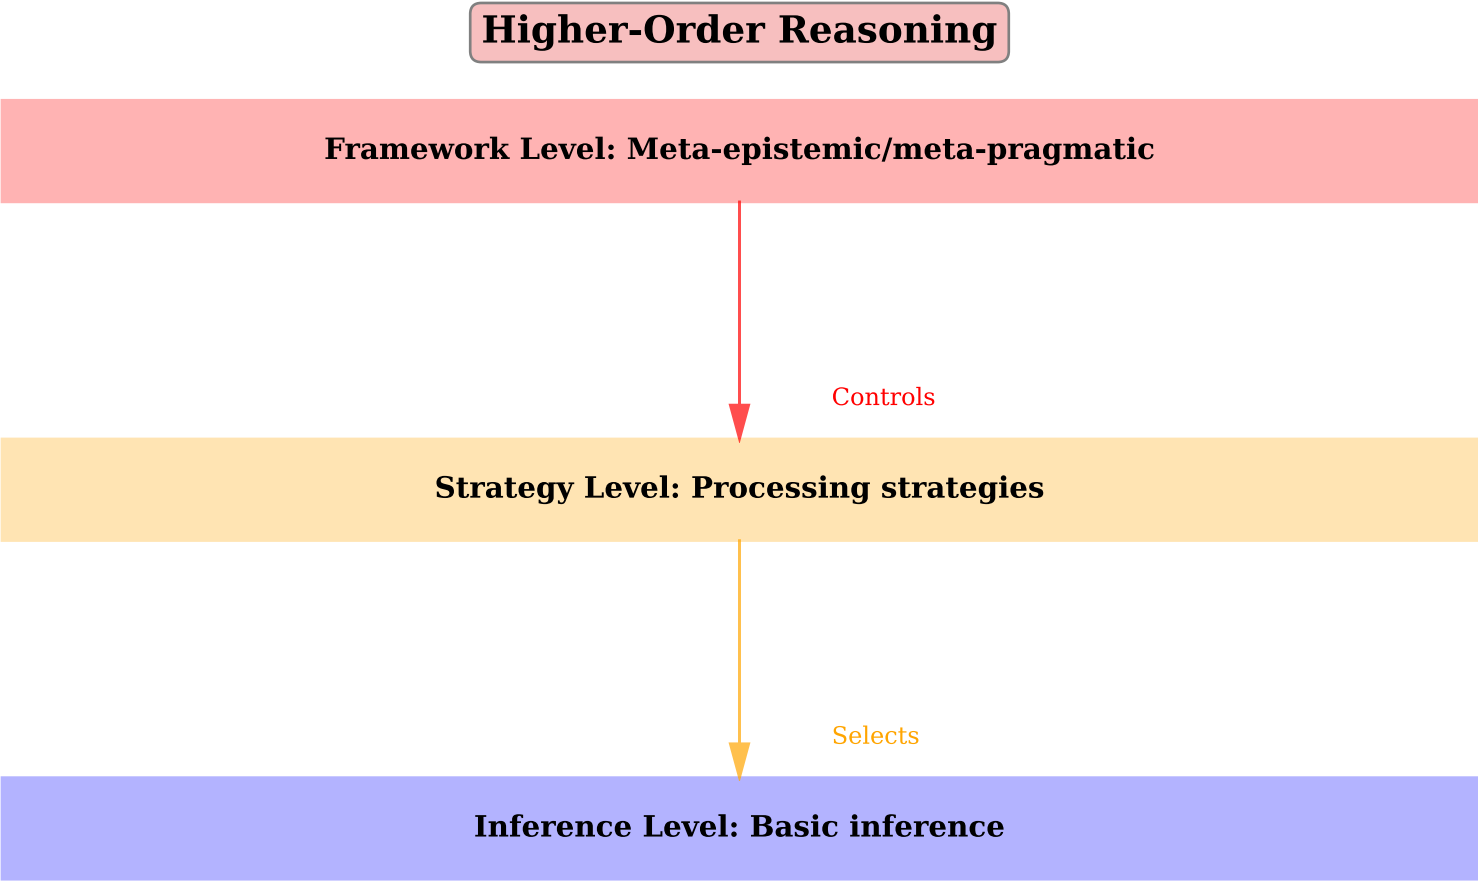 Higher-Order Reasoning
Framework Level: Meta-epistemic/meta-pragmatic
Controls
Strategy Level: Processing strategies
Selects
Inference Level: Basic inference